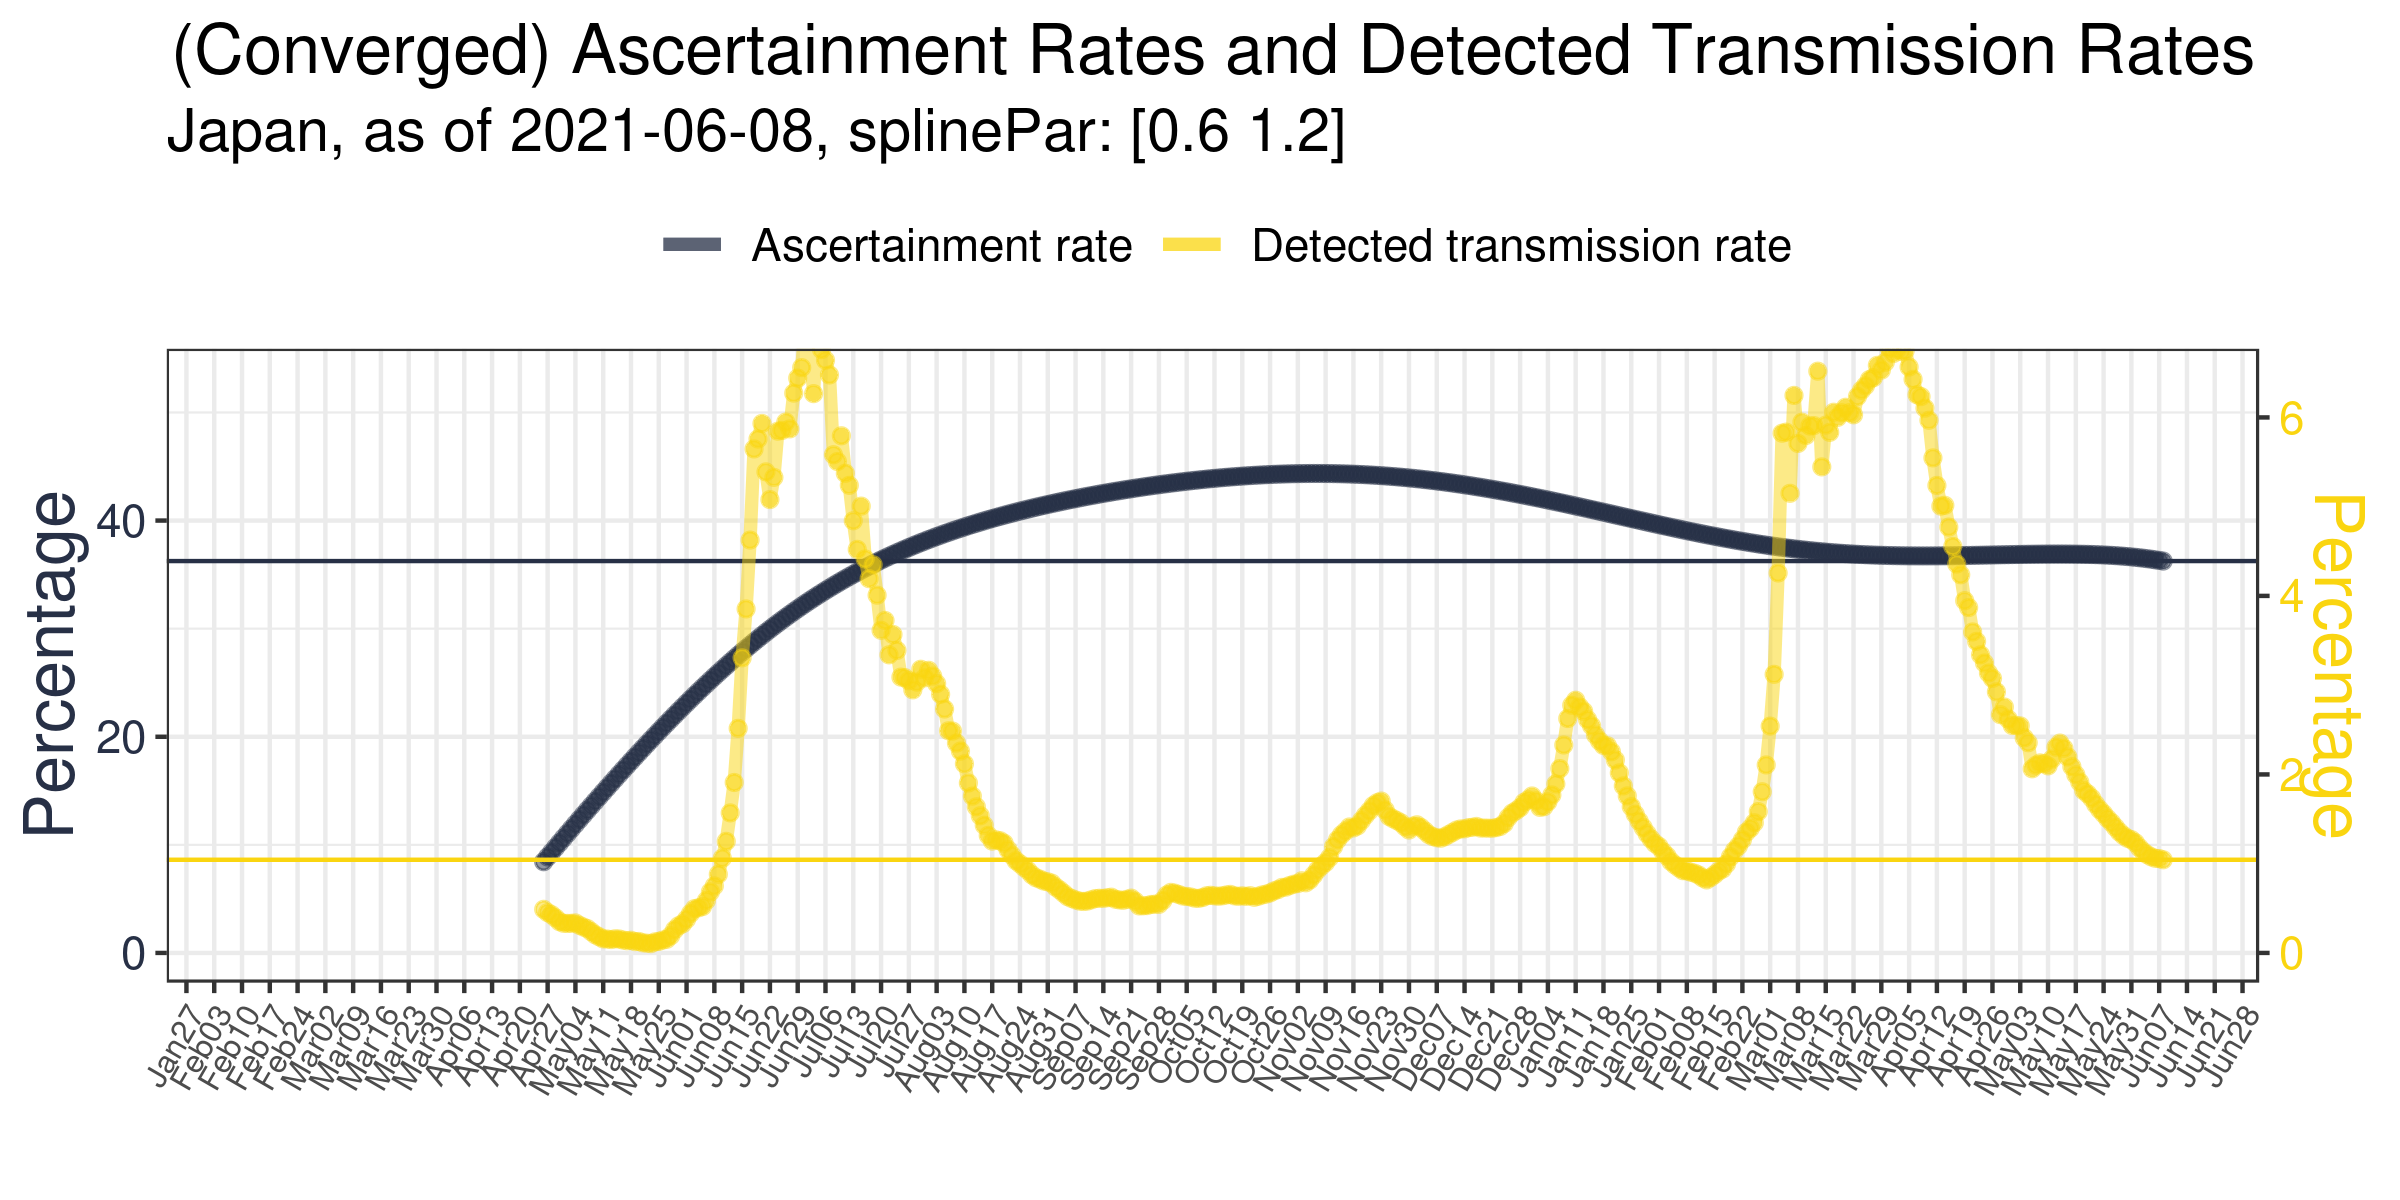 (Converged) Ascertainment Rates and Detected Transmission Rates
Japan, as of 2021-06-08, splinePar: [0.6 1.2]
Ascertainment rate
Detected transmission rate
Percentage
40
20
0
6
4
2
0
Percentage
Jan27
Feb03
Feb10
Feb17
Feb24
Mar02
Mar09
Mar16
Mar23
Mar30
Apr06
Apr13
Apr20
Apr27
May04
May11
May18
May25
Jun01
Jun08
Jun15
Jun22
Jun29
Jul06
Jul13
Jul20
Jul27
Aug03
Aug10
Aug17
Aug24
Aug31
Sep07
Sep14
Sep21
Sep28
Oct05
Oct12
Oct19
Oct26
Nov02
Nov09
Nov16
Nov23
Nov30
Dec07
Dec14
Dec21
Dec28
Jan04
Jan11
Jan18
Jan25
Feb01
Feb08
Feb15
Feb22
Mar01
Mar08
Mar15
Mar22
Mar29
Apr05
Apr12
Apr19
Apr26
May03
May10
May17
May24
May31
Jun07
Jun14
Jun21
Jun28